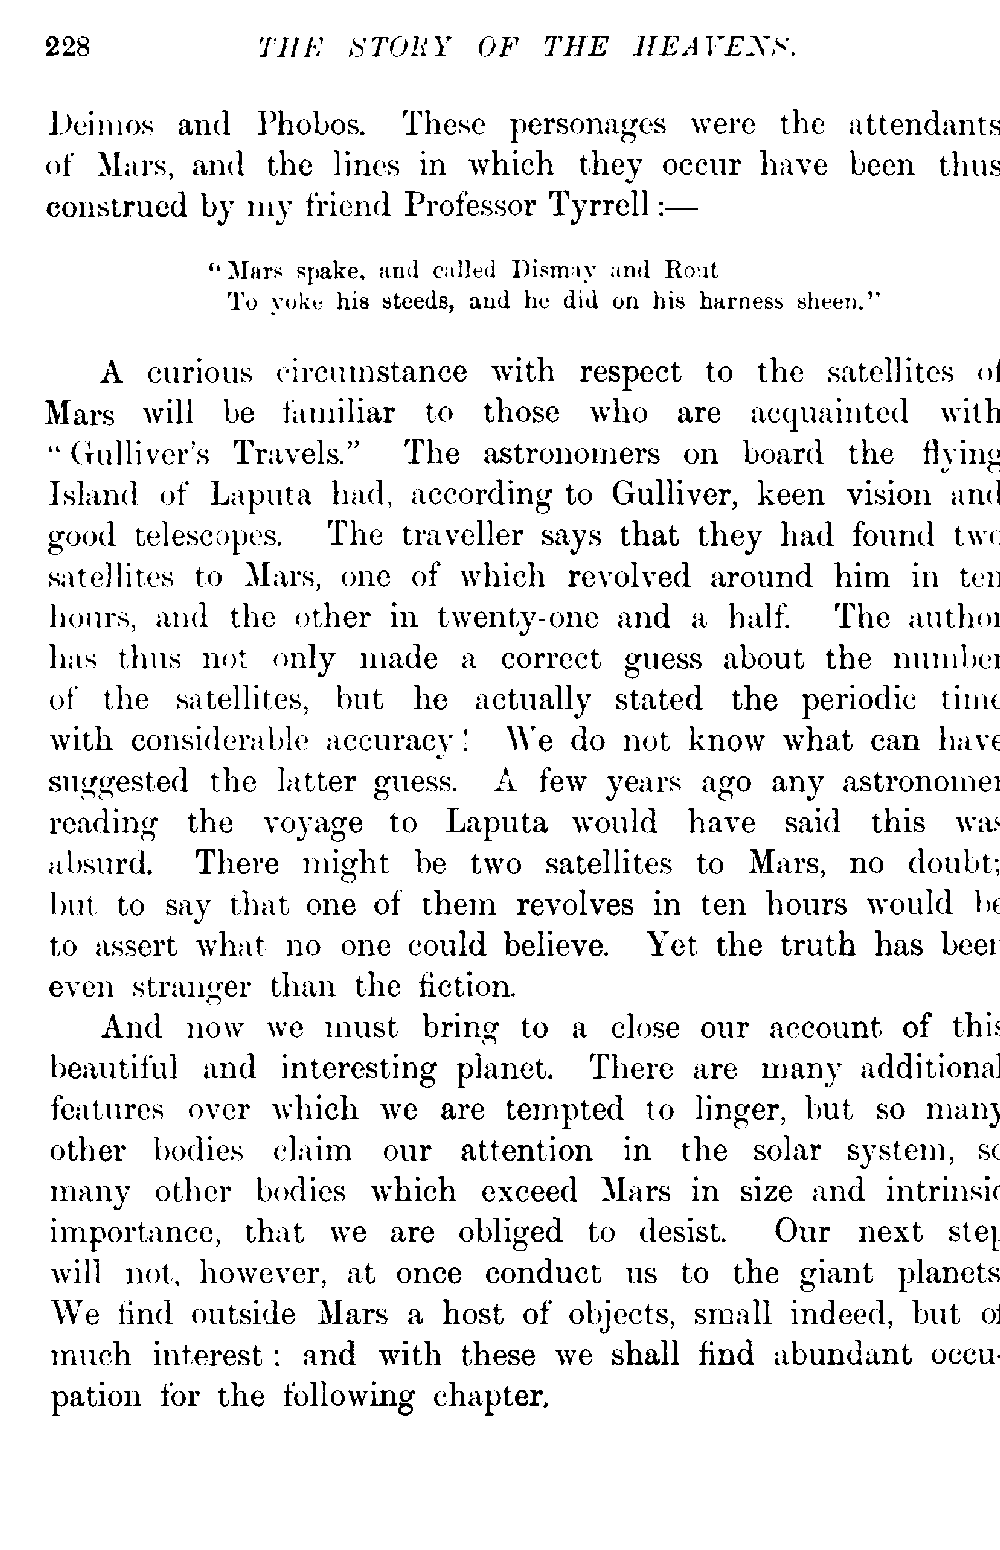 228 THE STORY OF THE HEAVENS.
Deimos and Phobos. These personages were the attendants
of Mars, and the lines in which they occur have been thus
construed by my friend Professor Tyrrell :—
“ Mars spake, and called Dismay and Rout
To yoke his steeds, and he did on his harness sheen.”
A curious circumstance with respect to the satellites of
Mars will be familiar to those who are acquainted with
“ Gulliver’s Travels.” The astronomers on board the flying
Island of Laputa had, according to Gulliver, keen vision and
good telescopes. The traveller says that they had found two
satellites to Mars, one of which revolved around him in ten
hours, and the other in twenty-one and a half. The author
has thus not only made a correct guess about the number
of the satellites, but he actually stated the periodic time
with considerable accuracy ! We do not know what can have
suggested the latter guess. A few years ago any astronomer
reading the voyage to Laputa would have said this was
absurd. There might be two satellites to Mars, no doubt;
but to say that one of them revolves in ten hours would be
to assert what no one could believe. Yet the truth has been
even stranger than the fiction.
And now we must bring to a close our account of this
beautiful and interesting planet. There are many additional
features over which we are tempted to linger, but so many
other bodies claim our attention in the solar system, so
many other bodies which exceed Mars in size and intrinsic
importance, that we are obliged to desist. Our next step
will not, however, at once conduct us to the giant planets
We find outside Mars a host of objects, small indeed, but of
much interest : and with these we shall find abundant occu-
pation for the following chapter.